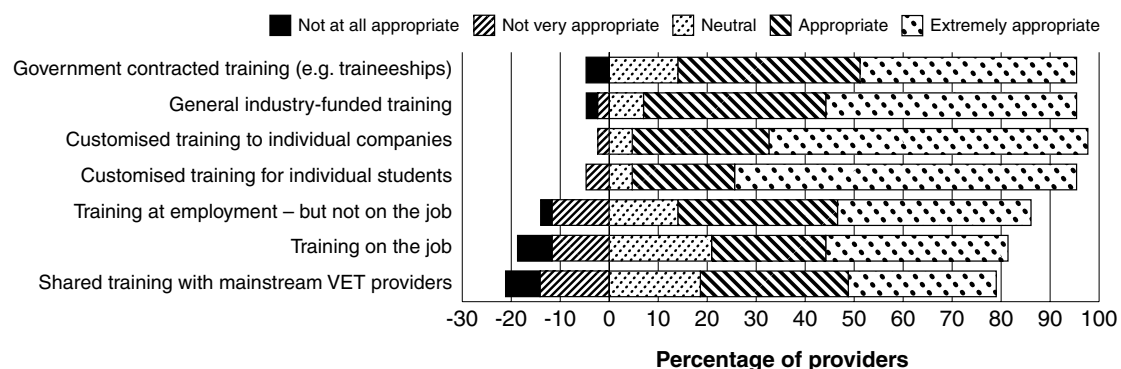 Not at all appropriate Not very appropriate Neutral Appropriate Extremely appropriate
Government contracted training (e.g. traineeships)
General industry-funded training
Customised training to individual companies
Customised training for individual students
Training at employment – but not on the job
Training on the job
Shared training with mainstream VET providers
-30 -20 -10 0 10 20 30 40 50 60 70 80 90 100
Percentage of providers